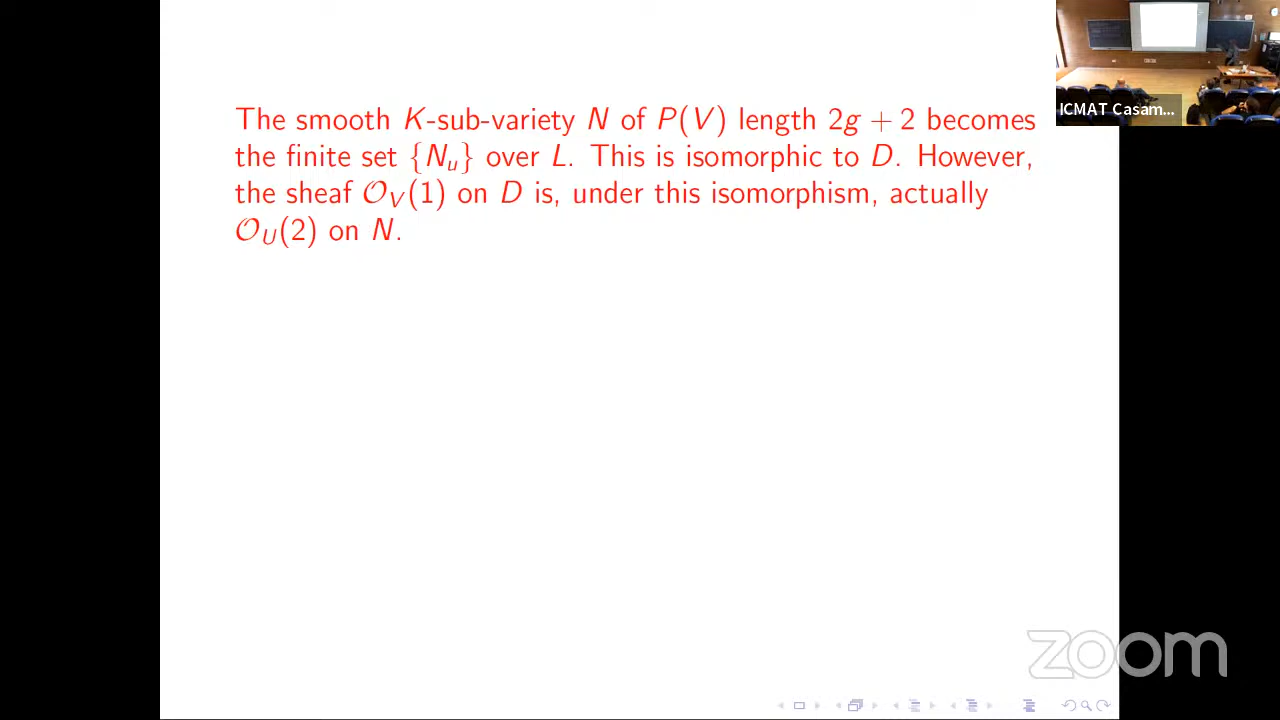 The smooth K-sub-variety N of P(V) length 2g + 2 becomes
the finite set {N_u} over L. This is isomorphic to D. However,
the sheaf 𝒪_V(1) on D is, under this isomorphism, actually
𝒪_U(2) on N.
ICMAT Casam...
zoom